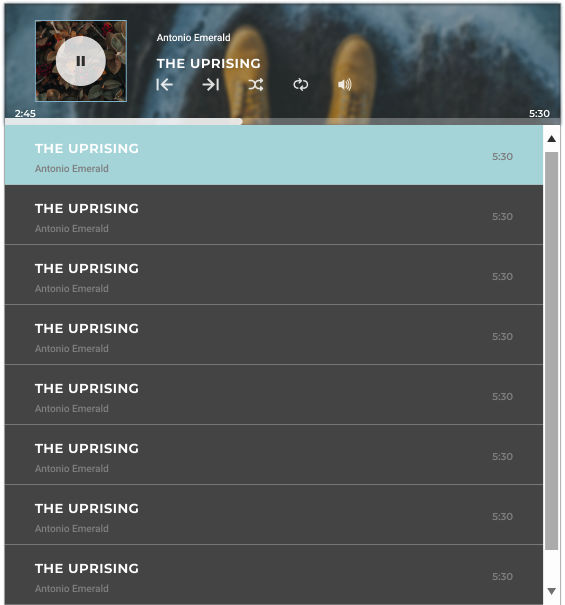 Antonio Emerald
THE UPRISING
2:45
5:30
THE UPRISING
Antonio Emerald
5:30
THE UPRISING
Antonio Emerald
5:30
THE UPRISING
Antonio Emerald
5:30
THE UPRISING
Antonio Emerald
5:30
THE UPRISING
Antonio Emerald
5:30
THE UPRISING
Antonio Emerald
5:30
THE UPRISING
Antonio Emerald
5:30
THE UPRISING
Antonio Emerald
5:30